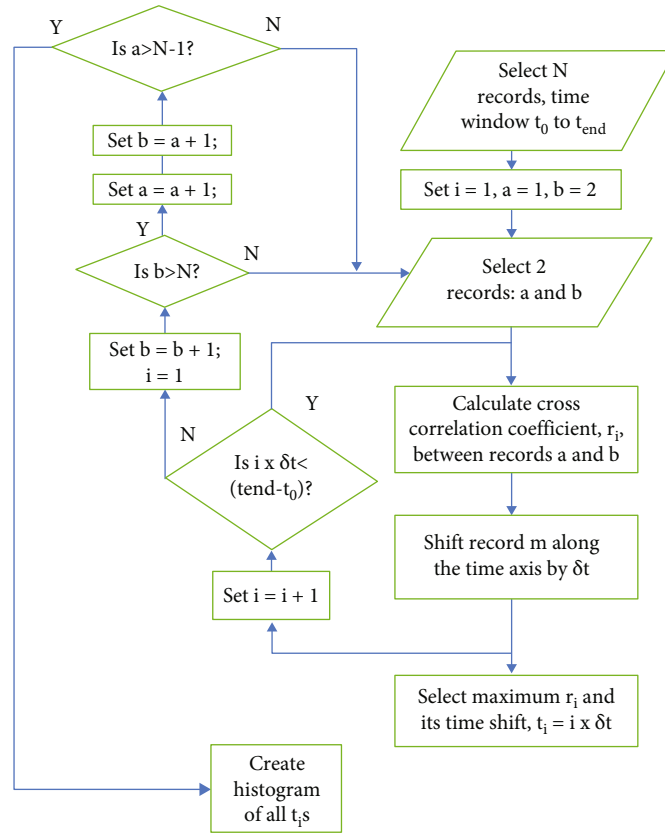 Y
N
Is a>N-1?
Select N
records, time
window t₀ to tₑₙd
Set b = a + 1;
Set a = a + 1;
Set i = 1, a = 1, b = 2
Y
N
Is b>N?
Select 2
records: a and b
Set b = b + 1;
i = 1
Y
N
Calculate cross
correlation coefficient, rᵢ,
between records a and b
Is i x δt<
(tend-t₀)?
Shift record m along
the time axis by δt
Set i = i + 1
Select maximum rᵢ and
its time shift, tᵢ = i x δt
Create
histogram
of all tᵢs